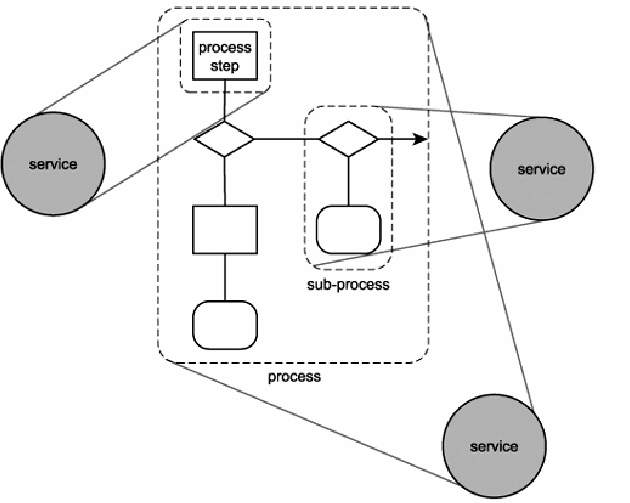 process
step
service
service
sub-process
process
service